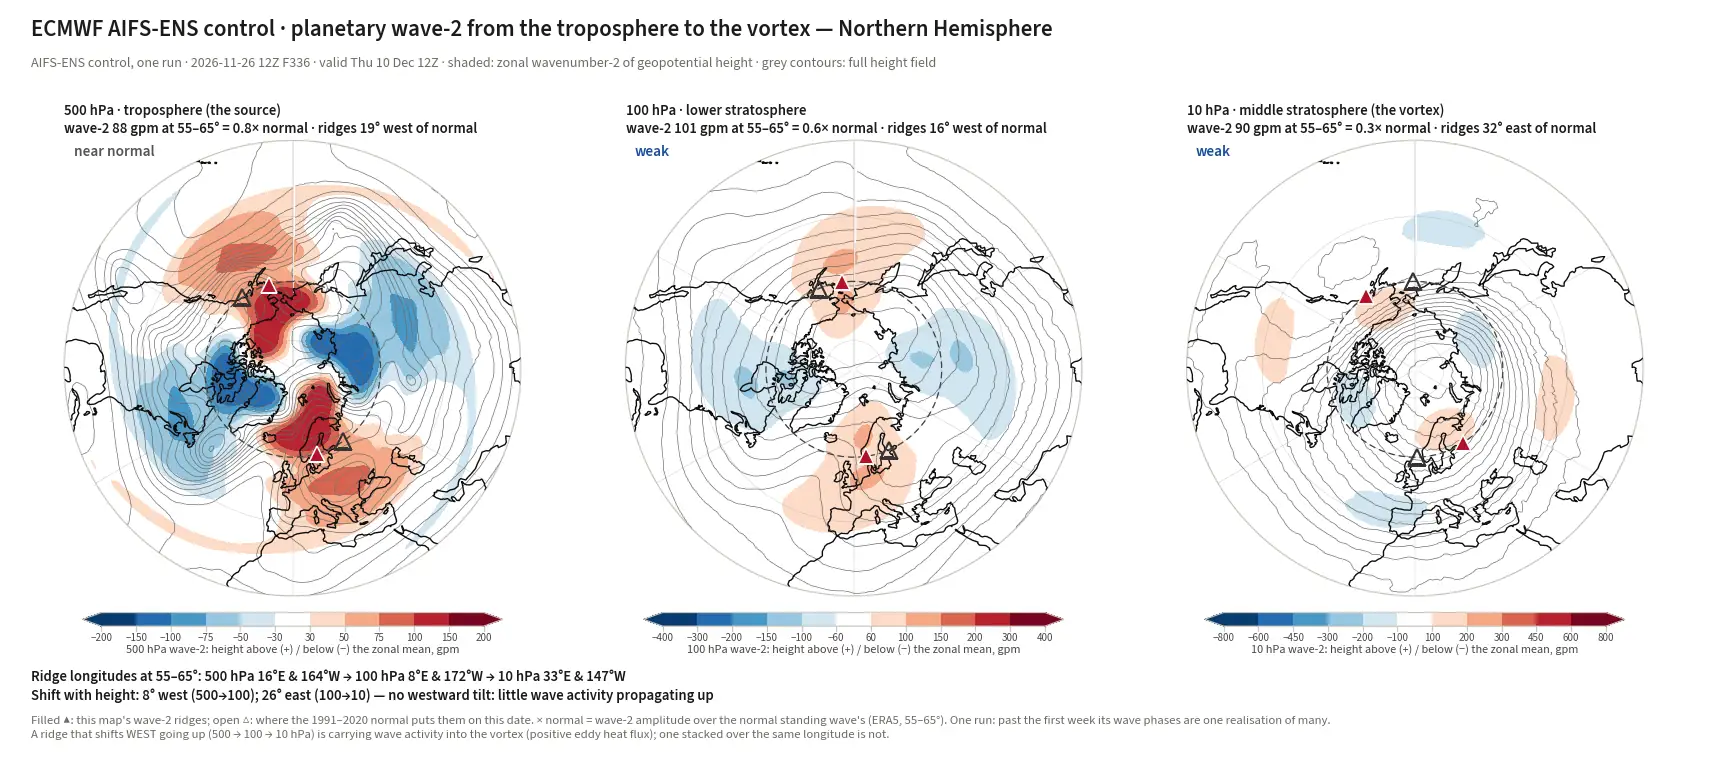 ECMWF AIFS-ENS control · planetary wave-2 from the troposphere to the vortex — Northern Hemisphere
AIFS-ENS control, one run · 2026-11-26 12Z F336 · valid Thu 10 Dec 12Z · shaded: zonal wavenumber-2 of geopotential height · grey contours: full height field
500 hPa · troposphere (the source)
wave-2 88 gpm at 55–65° = 0.8× normal · ridges 19° west of normal
near normal
100 hPa · lower stratosphere
wave-2 101 gpm at 55–65° = 0.6× normal · ridges 16° west of normal
weak
10 hPa · middle stratosphere (the vortex)
wave-2 90 gpm at 55–65° = 0.3× normal · ridges 32° east of normal
weak
−200 −150 −100 −75 −50 −30 30 50 75 100 150 200
500 hPa wave-2: height above (+) / below (−) the zonal mean, gpm
−400 −300 −200 −150 −100 −60 60 100 150 200 300 400
100 hPa wave-2: height above (+) / below (−) the zonal mean, gpm
−800 −600 −450 −300 −200 −100 100 200 300 450 600 800
10 hPa wave-2: height above (+) / below (−) the zonal mean, gpm
Ridge longitudes at 55–65°: 500 hPa 16°E & 164°W → 100 hPa 8°E & 172°W → 10 hPa 33°E & 147°W
Shift with height: 8° west (500→100); 26° east (100→10) — no westward tilt: little wave activity propagating up
Filled ▲: this map's wave-2 ridges; open △: where the 1991–2020 normal puts them on this date. × normal = wave-2 amplitude over the normal standing wave's (ERA5, 55–65°). One run: past the first week its wave phases are one realisation of many.
A ridge that shifts WEST going up (500 → 100 → 10 hPa) is carrying wave activity into the vortex (positive eddy heat flux); one stacked over the same longitude is not.